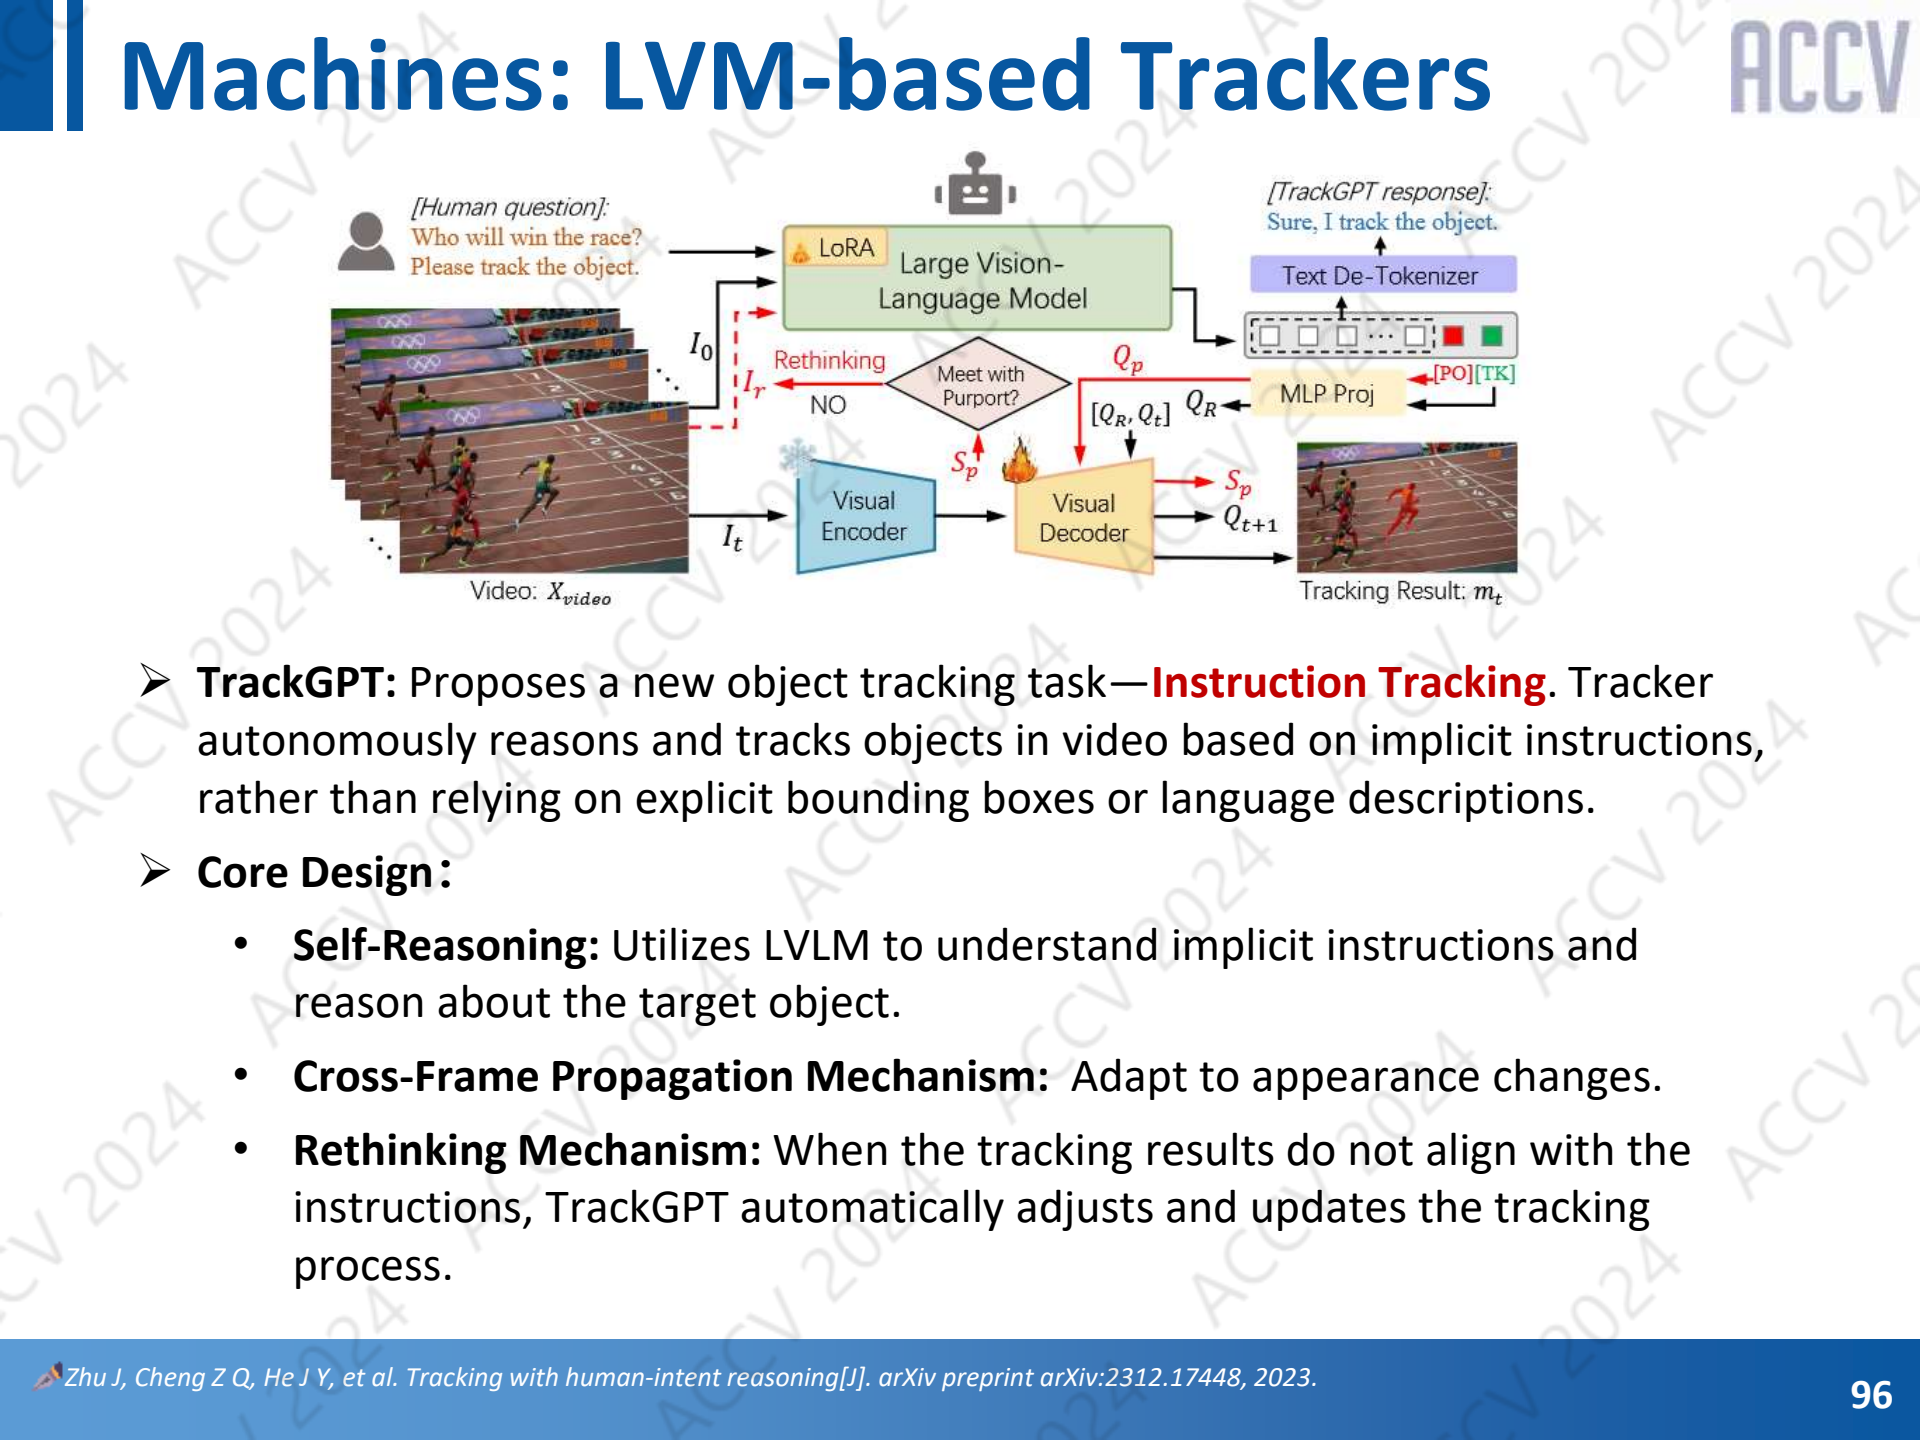 Machines: LVM-based Trackers
ACCV
[Human question]:
Who will win the race?
Please track the object.
LoRA
Large Vision-
Language Model
[TrackGPT response]:
Sure, I track the object.
Text De-Tokenizer
I0
Ir
Rethinking
NO
Meet with
Purport?
Qp
[PO][TK]
MLP Proj
QR
[QR, Qt]
Sp
Visual
Encoder
Visual
Decoder
Sp
Qt+1
It
Video: Xvideo
Tracking Result: mt
➢ TrackGPT: Proposes a new object tracking task—Instruction Tracking. Tracker
autonomously reasons and tracks objects in video based on implicit instructions,
rather than relying on explicit bounding boxes or language descriptions.
➢ Core Design:
• Self-Reasoning: Utilizes LVLM to understand implicit instructions and
reason about the target object.
• Cross-Frame Propagation Mechanism: Adapt to appearance changes.
• Rethinking Mechanism: When the tracking results do not align with the
instructions, TrackGPT automatically adjusts and updates the tracking
process.
Zhu J, Cheng Z Q, He J Y, et al. Tracking with human-intent reasoning[J]. arXiv preprint arXiv:2312.17448, 2023.
96
ACCV 2024